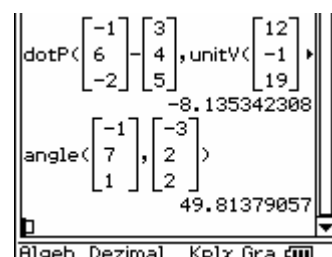 dotP([-1 6 -2]-[3 4 5],unitV([12 -1 19]▶
-8.135342308
angle([-1 7 1],[-3 2 2])
49.81379057
Algeb Dezimal Kplx Gra